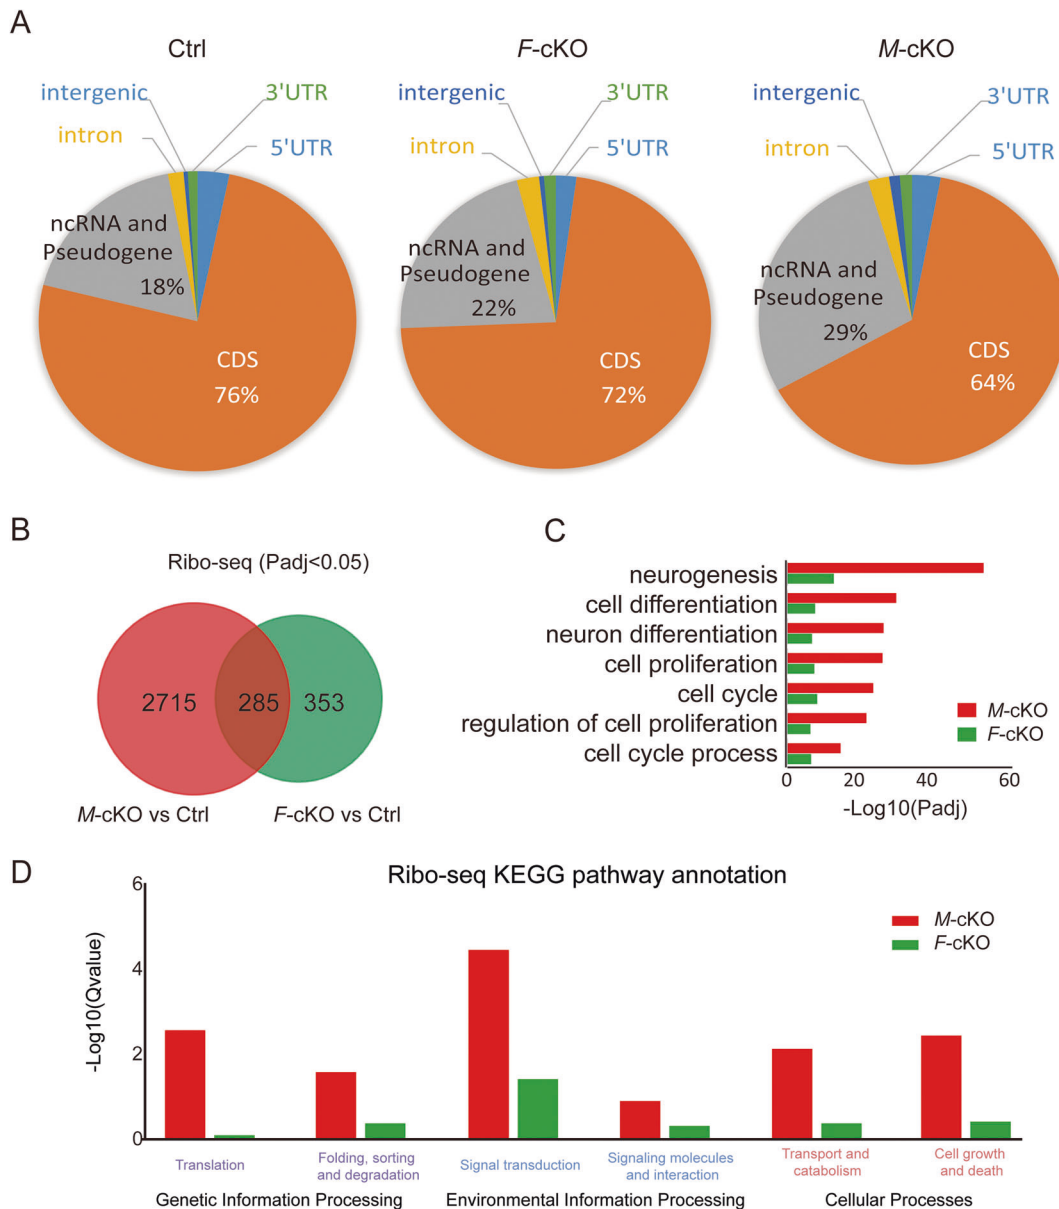 A
Ctrl
F-cKO
M-cKO
intergenic
3'UTR
intron
5'UTR
ncRNA and
Pseudogene
18%
CDS
76%
intergenic
3'UTR
intron
5'UTR
ncRNA and
Pseudogene
22%
CDS
72%
intergenic
3'UTR
intron
5'UTR
ncRNA and
Pseudogene
29%
CDS
64%
B
Ribo-seq (Padj<0.05)
2715
285
353
M-cKO vs Ctrl
F-cKO vs Ctrl
C
neurogenesis
cell differentiation
neuron differentiation
cell proliferation
cell cycle
regulation of cell proliferation
cell cycle process
M-cKO
F-cKO
0 20 40 60
-Log10(Padj)
D
Ribo-seq KEGG pathway annotation
M-cKO
F-cKO
-Log10(Qvalue)
6
4
2
0
Translation
Folding, sorting
and degradation
Signal transduction
Signaling molecules
and interaction
Transport and
catabolism
Cell growth
and death
Genetic Information Processing
Environmental Information Processing
Cellular Processes